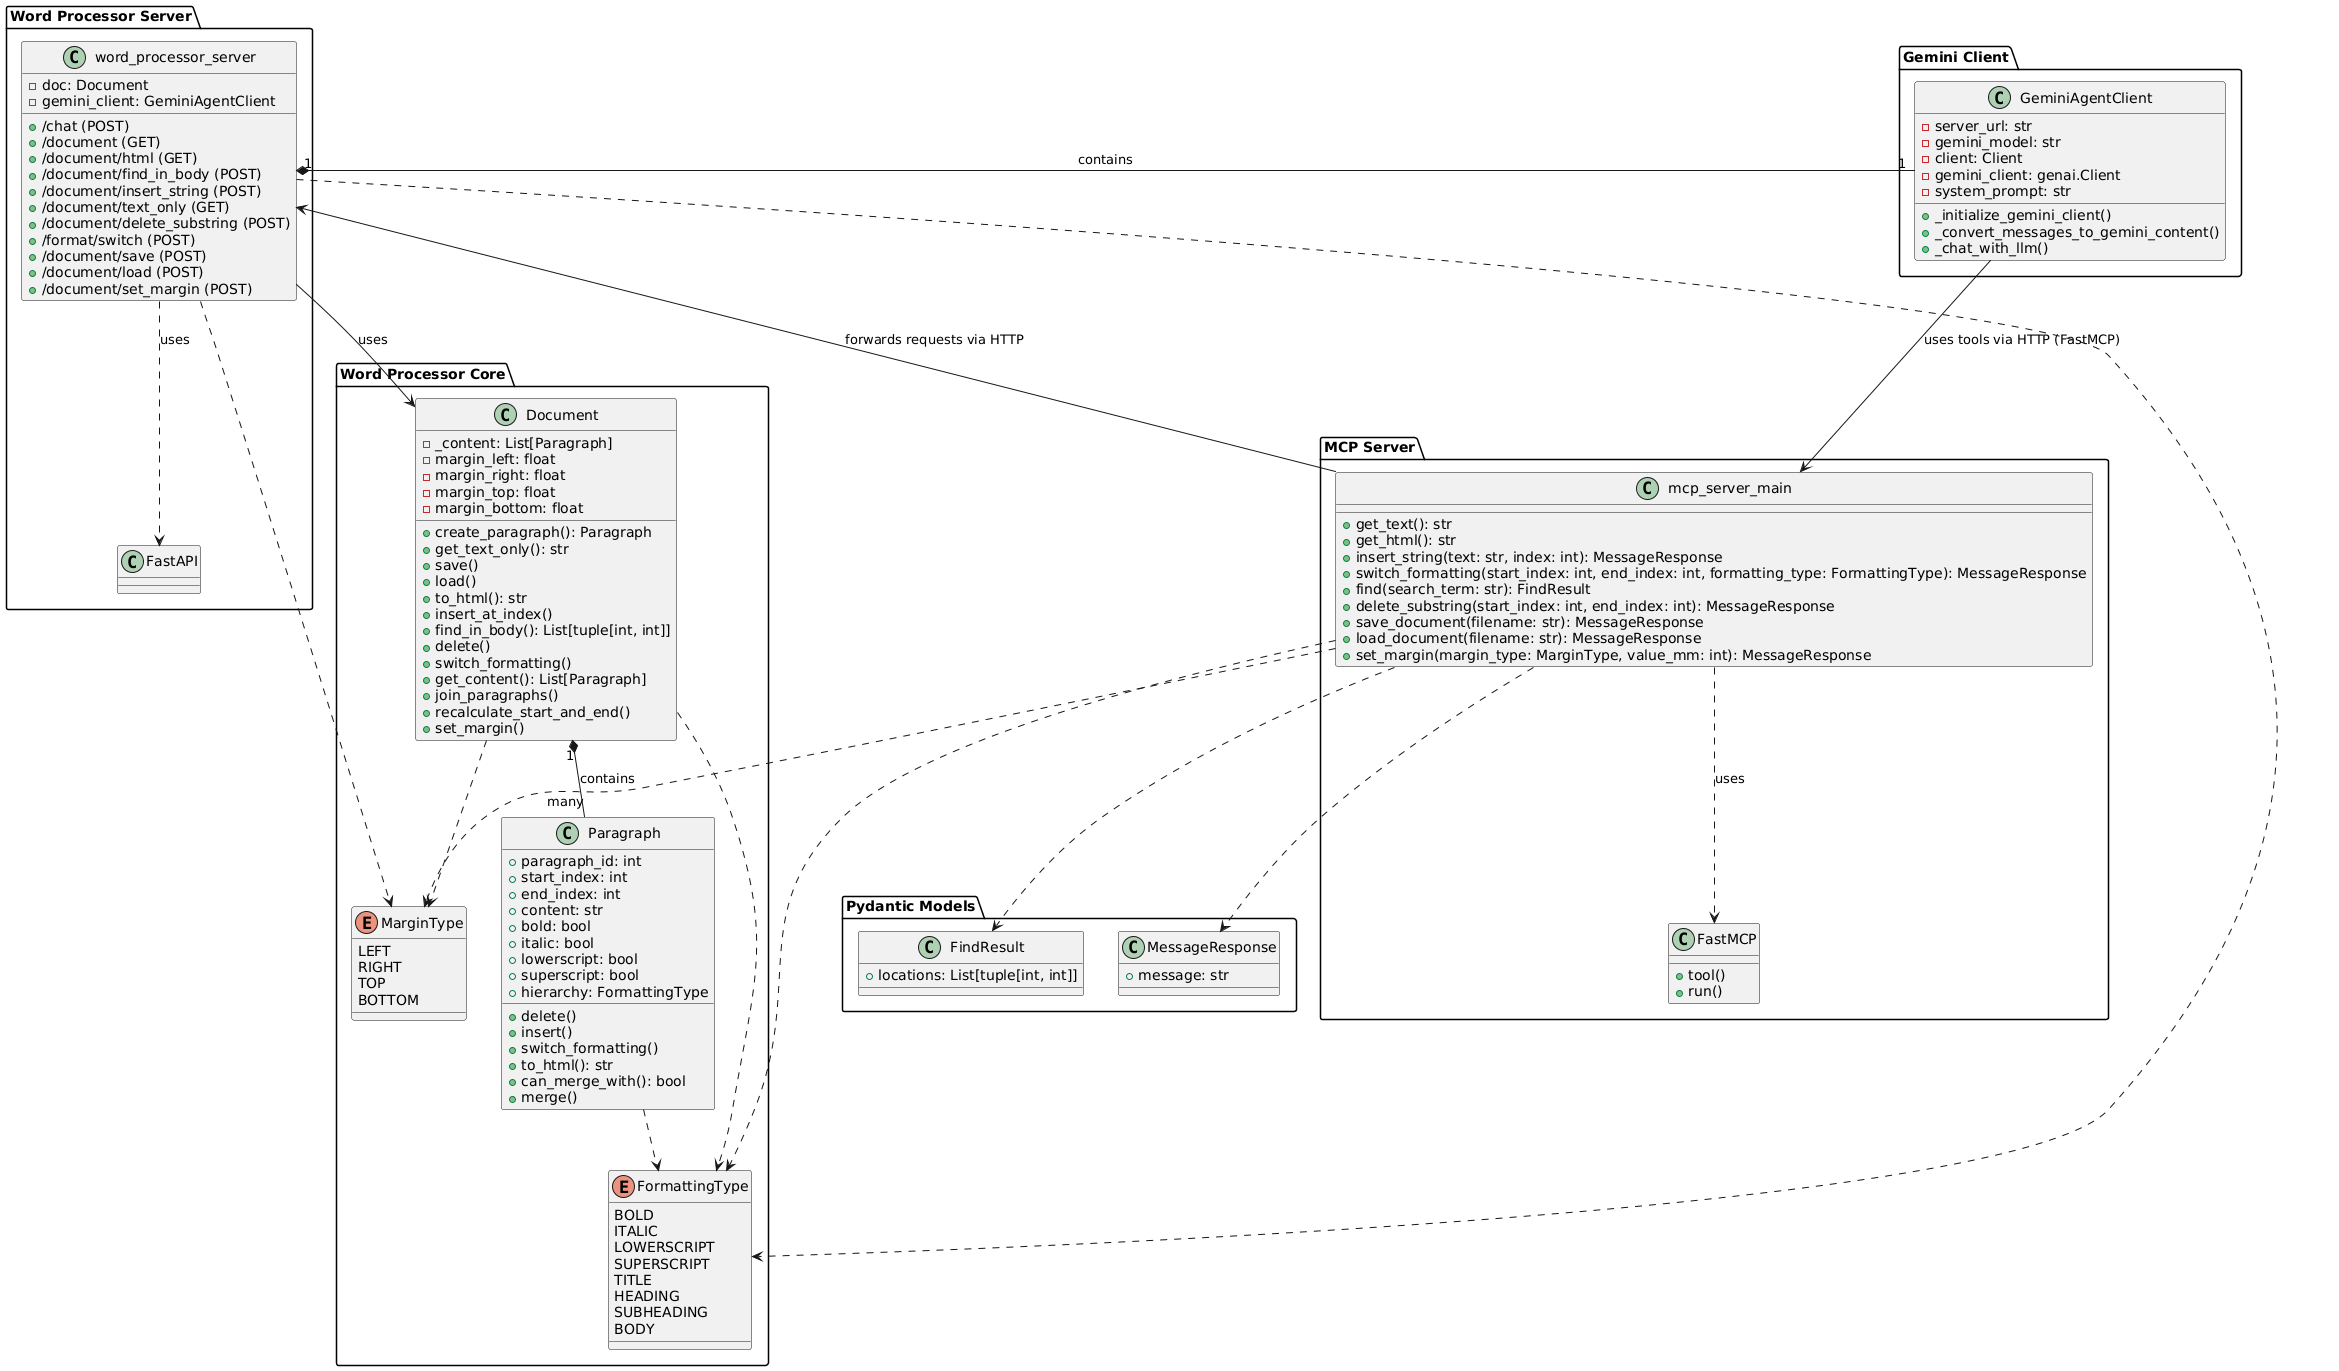 Word Processor Server
word_processor_server
doc: Document
gemini_client: GeminiAgentClient
/chat (POST)
/document (GET)
/document/html (GET)
/document/find_in_body (POST)
/document/insert_string (POST)
/document/text_only (GET)
/document/delete_substring (POST)
/format/switch (POST)
/document/save (POST)
/document/load (POST)
/document/set_margin (POST)
1
contains
1
Gemini Client
GeminiAgentClient
server_url: str
gemini_model: str
client: Client
gemini_client: genai.Client
system_prompt: str
_initialize_gemini_client()
_convert_messages_to_gemini_content()
_chat_with_llm()
uses
uses
forwards requests via HTTP
uses tools via HTTP (FastMCP)
FastAPI
Word Processor Core
Document
_content: List[Paragraph]
margin_left: float
margin_right: float
margin_top: float
margin_bottom: float
create_paragraph(): Paragraph
get_text_only(): str
save()
load()
to_html(): str
insert_at_index()
find_in_body(): List[tuple[int, int]]
delete()
switch_formatting()
get_content(): List[Paragraph]
join_paragraphs()
recalculate_start_and_end()
set_margin()
1
contains
many
Paragraph
paragraph_id: int
start_index: int
end_index: int
content: str
bold: bool
italic: bool
lowerscript: bool
superscript: bool
hierarchy: FormattingType
delete()
insert()
switch_formatting()
to_html(): str
can_merge_with(): bool
merge()
MarginType
LEFT
RIGHT
TOP
BOTTOM
FormattingType
BOLD
ITALIC
LOWERSCRIPT
SUPERSCRIPT
TITLE
HEADING
SUBHEADING
BODY
MCP Server
mcp_server_main
get_text(): str
get_html(): str
insert_string(text: str, index: int): MessageResponse
switch_formatting(start_index: int, end_index: int, formatting_type: FormattingType): MessageResponse
find(search_term: str): FindResult
delete_substring(start_index: int, end_index: int): MessageResponse
save_document(filename: str): MessageResponse
load_document(filename: str): MessageResponse
set_margin(margin_type: MarginType, value_mm: int): MessageResponse
uses
FastMCP
tool()
run()
Pydantic Models
FindResult
locations: List[tuple[int, int]]
MessageResponse
message: str